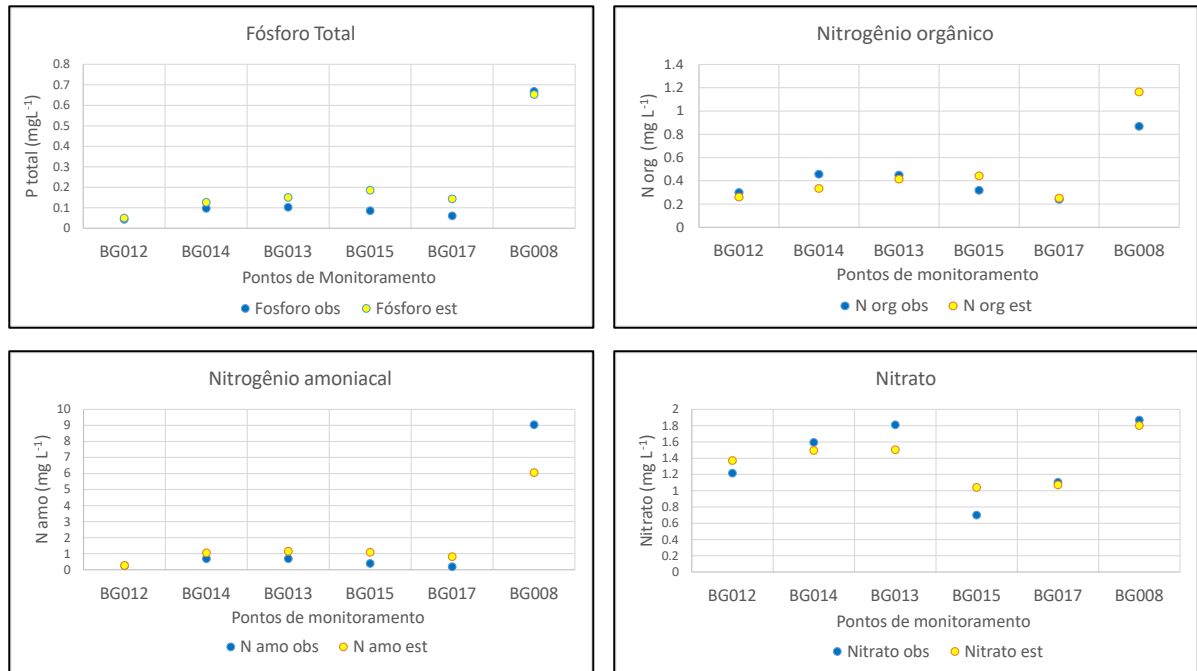 Fósforo Total
P total (mgL⁻¹)
0.8
0.7
0.6
0.5
0.4
0.3
0.2
0.1
0
BG012 BG014 BG013 BG015 BG017 BG008
Pontos de Monitoramento
Fosforo obs Fósforo est
Nitrogênio orgânico
N org (mg L⁻¹)
1.4
1.2
1
0.8
0.6
0.4
0.2
0
BG012 BG014 BG013 BG015 BG017 BG008
Pontos de monitoramento
N org obs N org est
Nitrogênio amoniacal
N amo (mg L⁻¹)
10
9
8
7
6
5
4
3
2
1
0
BG012 BG014 BG013 BG015 BG017 BG008
Pontos de monitoramento
N amo obs N amo est
Nitrato
Nitrato (mg L⁻¹)
2
1.8
1.6
1.4
1.2
1
0.8
0.6
0.4
0.2
0
BG012 BG014 BG013 BG015 BG017 BG008
Pontos de monitoramento
Nitrato obs Nitrato est